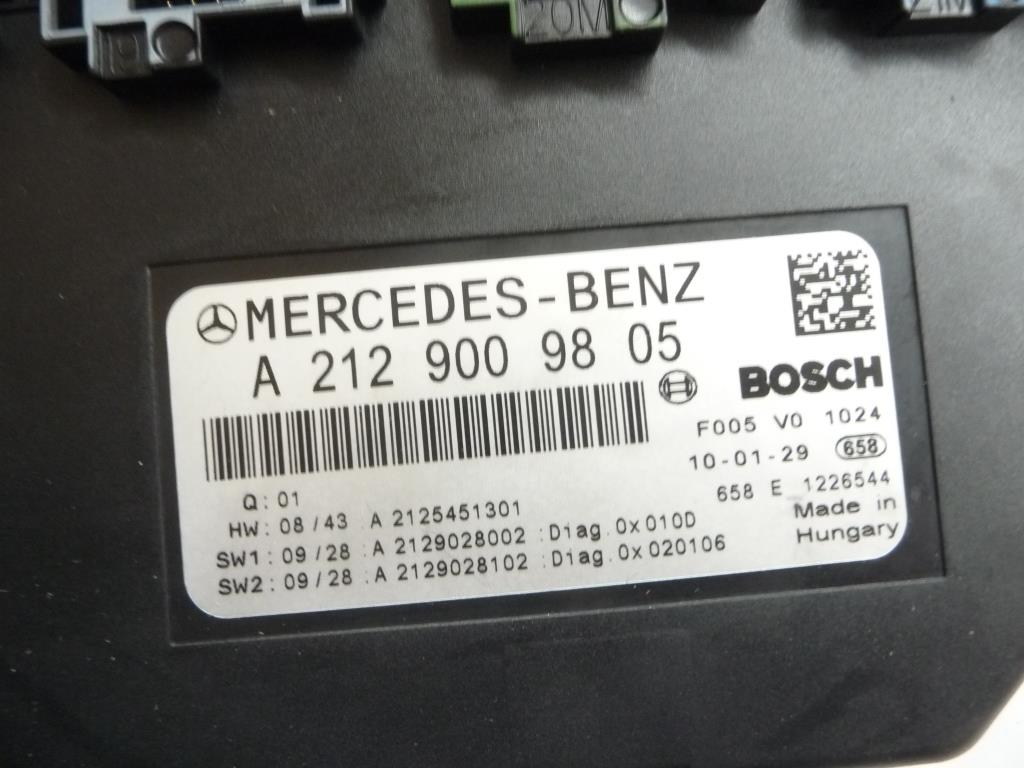 20M
21M
MERCEDES-BENZ
A 212 900 98 05
BOSCH
F005 V0 1024
10-01-29 658
658 E 1226544
Made in
Hungary
Q: 01
HW: 08/43 A 2125451301
SW1: 09/28 :A 2129028002 :Diag.0x010D
SW2: 09/28 :A 2129028102 :Diag.0x020106